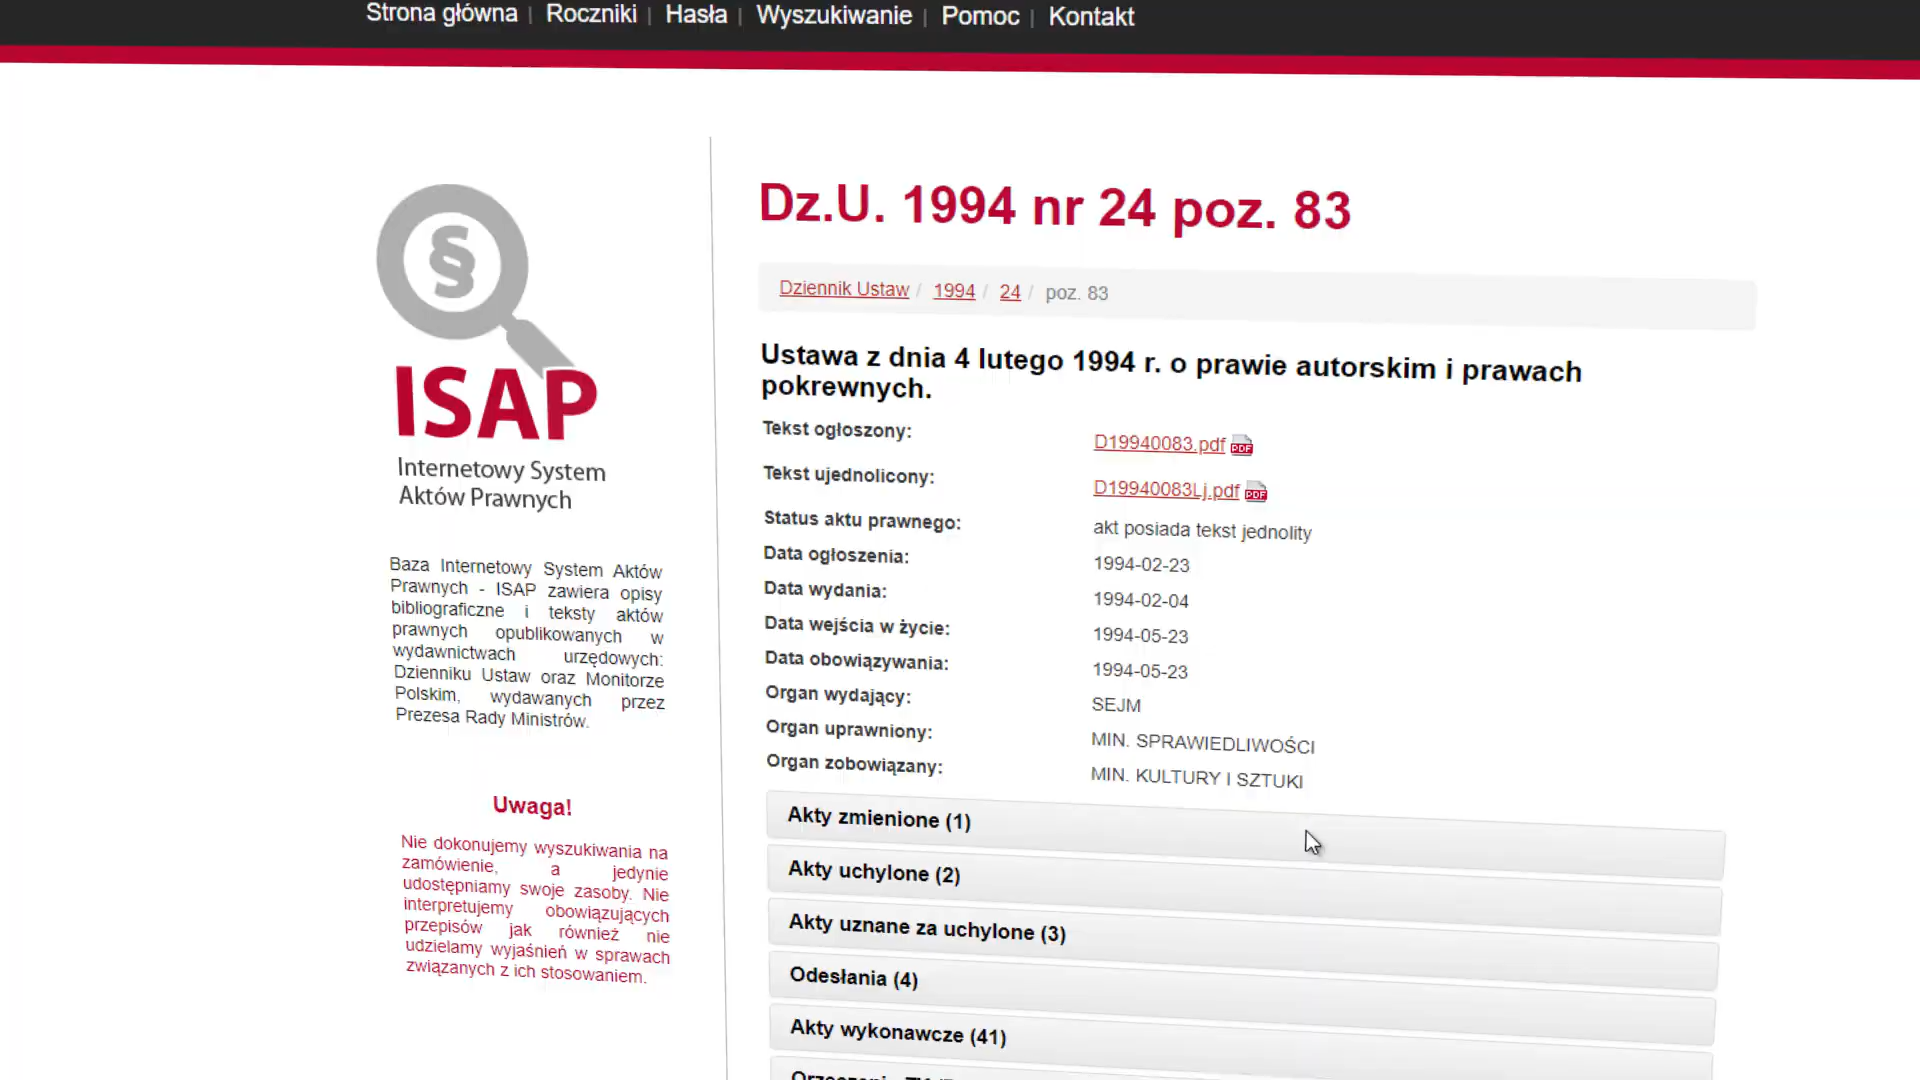 Strona główna | Roczniki | Hasła | Wyszukiwanie | Pomoc | Kontakt
§
ISAP
Internetowy System
Aktów Prawnych
Baza Internetowy System Aktów
Prawnych - ISAP zawiera opisy
bibliograficzne i teksty aktów
prawnych opublikowanych w
wydawnictwach urzędowych:
Dzienniku Ustaw oraz Monitorze
Polskim, wydawanych przez
Prezesa Rady Ministrów.
Uwaga!
Nie dokonujemy wyszukiwania na
zamówienie, a jedynie
udostępniamy swoje zasoby. Nie
interpretujemy obowiązujących
przepisów jak również nie
udzielamy wyjaśnień w sprawach
związanych z ich stosowaniem.
Dz.U. 1994 nr 24 poz. 83
Dziennik Ustaw / 1994 / 24 / poz. 83
Ustawa z dnia 4 lutego 1994 r. o prawie autorskim i prawach
pokrewnych.
Tekst ogłoszony: D19940083.pdf PDF
Tekst ujednolicony: D19940083Lj.pdf PDF
Status aktu prawnego: akt posiada tekst jednolity
Data ogłoszenia: 1994-02-23
Data wydania: 1994-02-04
Data wejścia w życie: 1994-05-23
Data obowiązywania: 1994-05-23
Organ wydający: SEJM
Organ uprawniony: MIN. SPRAWIEDLIWOŚCI
Organ zobowiązany: MIN. KULTURY I SZTUKI
Akty zmienione (1)
Akty uchylone (2)
Akty uznane za uchylone (3)
Odesłania (4)
Akty wykonawcze (41)